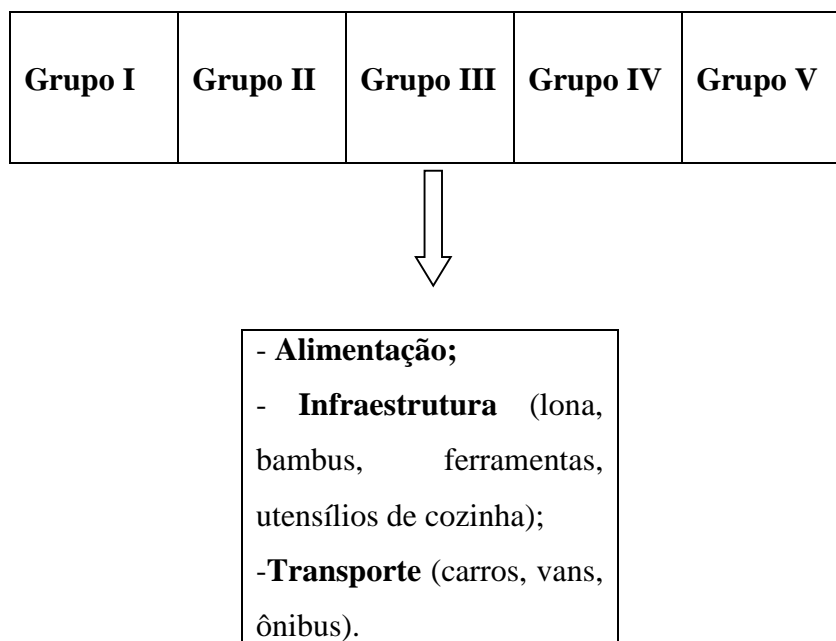 Grupo I Grupo II Grupo III Grupo IV Grupo V
- Alimentação;
- Infraestrutura (lona,
bambus, ferramentas,
utensílios de cozinha);
-Transporte (carros, vans,
ônibus).